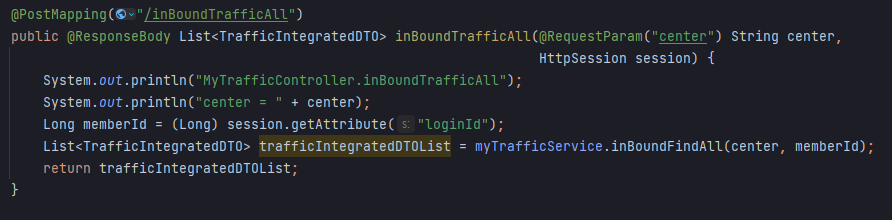 @PostMapping("/inBoundTrafficAll")
public @ResponseBody List<TrafficIntegratedDTO> inBoundTrafficAll(@RequestParam("center") String center,
HttpSession session) {
System.out.println("MyTrafficController.inBoundTrafficAll");
System.out.println("center = " + center);
Long memberId = (Long) session.getAttribute( s: "loginId");
List<TrafficIntegratedDTO> trafficIntegratedDTOList = myTrafficService.inBoundFindAll(center, memberId);
return trafficIntegratedDTOList;
}